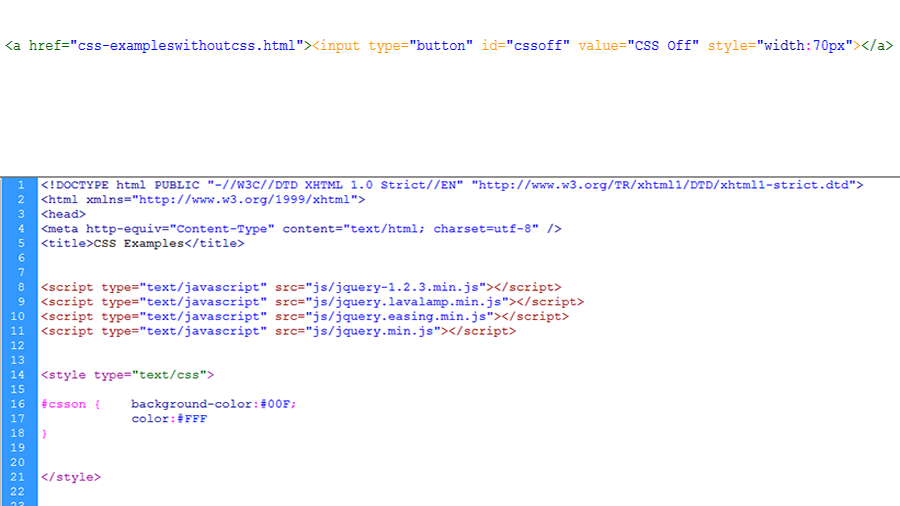 <a href="css-exampleswithoutcss.html"><input type="button" id="cssoff" value="CSS Off" style="width:70px"></a>
1 <!DOCTYPE html PUBLIC "-//W3C//DTD XHTML 1.0 Strict//EN" "http://www.w3.org/TR/xhtml1/DTD/xhtml1-strict.dtd">
2 <html xmlns="http://www.w3.org/1999/xhtml">
3 <head>
4 <meta http-equiv="Content-Type" content="text/html; charset=utf-8" />
5 <title>CSS Examples</title>
6
7
8 <script type="text/javascript" src="js/jquery-1.2.3.min.js"></script>
9 <script type="text/javascript" src="js/jquery.lavalamp.min.js"></script>
10 <script type="text/javascript" src="js/jquery.easing.min.js"></script>
11 <script type="text/javascript" src="js/jquery.min.js"></script>
12
13
14 <style type="text/css">
15
16 #csson { background-color:#00F;
17 color:#FFF
18 }
19
20
21 </style>
22
23